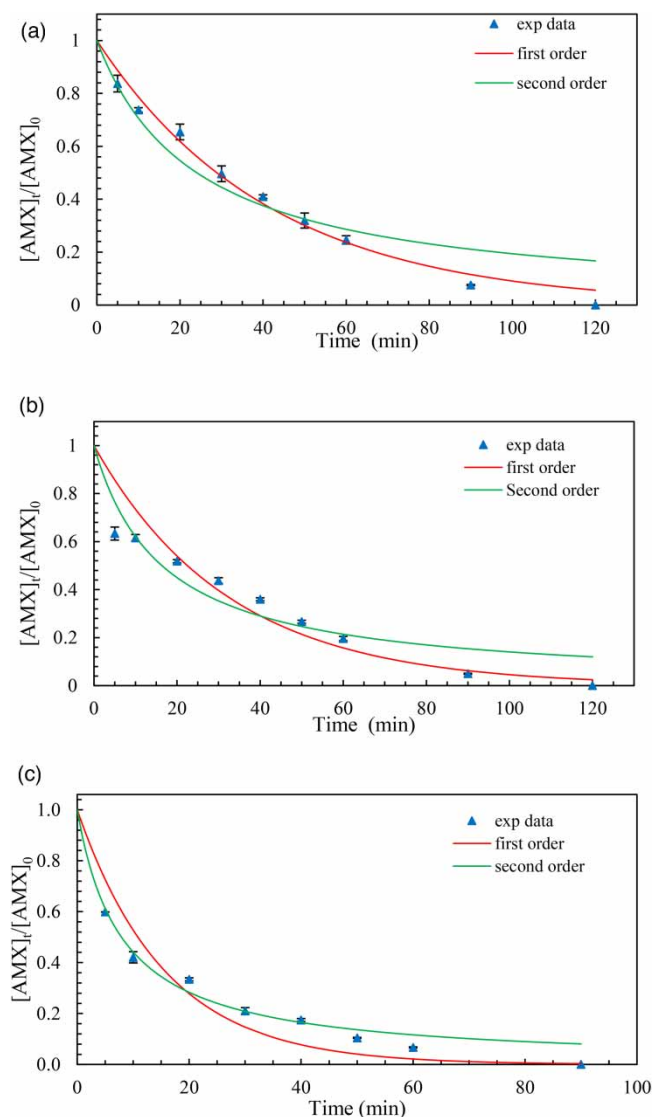 (a)
exp data
first order
second order
1
0.8
0.6
0.4
0.2
0
[AMX]t/[AMX]0
0 20 40 60 80 100 120
Time (min)
(b)
exp data
first order
Second order
1
0.8
0.6
0.4
0.2
0
[AMX]t/[AMX]0
0 20 40 60 80 100 120
Time (min)
(c)
exp data
first order
second order
1.0
0.8
0.6
0.4
0.2
0.0
[AMX]t/[AMX]0
0 20 40 60 80 100
Time (min)